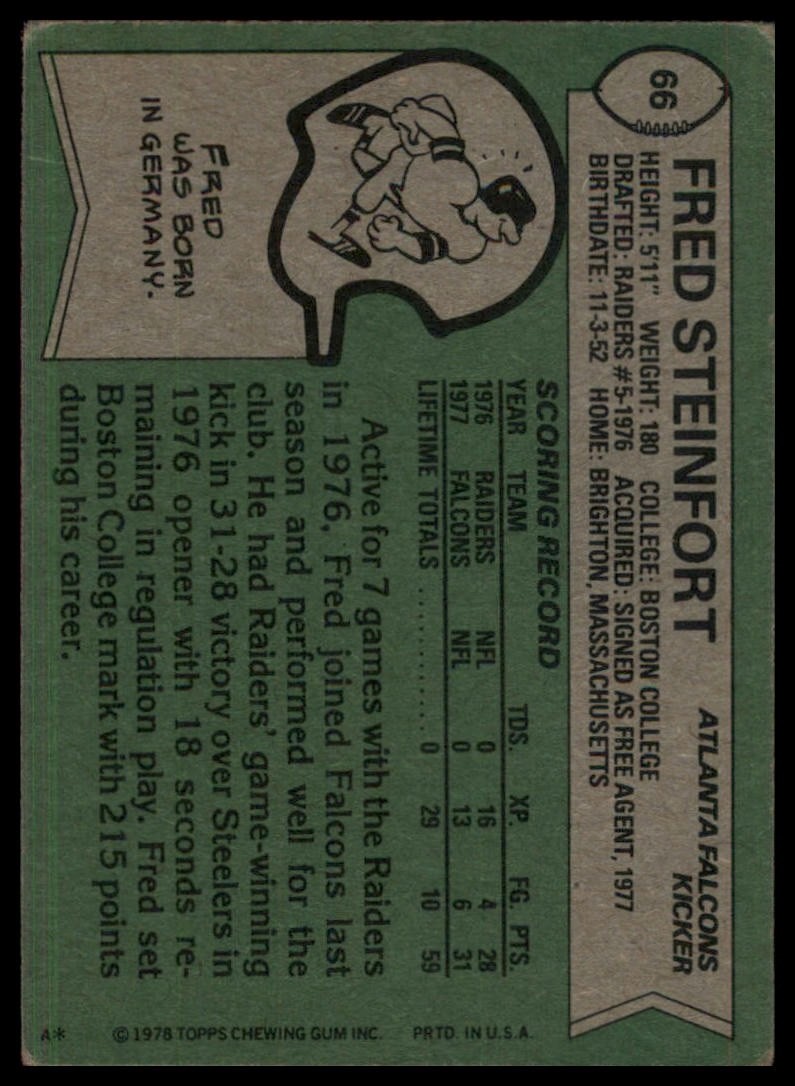 66
FRED STEINFORT
ATLANTA FALCONS
KICKER
HEIGHT: 5'11" WEIGHT: 180 COLLEGE: BOSTON COLLEGE
DRAFTED: RAIDERS #5-1976 ACQUIRED: SIGNED AS FREE AGENT, 1977
BIRTHDATE: 11-3-52 HOME: BRIGHTON, MASSACHUSETTS
FRED
WAS BORN
IN GERMANY.
SCORING RECORD
YEAR TEAM TDS. XP. FG. PTS.
1976 RAIDERS NFL 0 16 4 28
1977 FALCONS NFL 0 13 6 31
LIFETIME TOTALS ............ 0 29 10 59
Active for 7 games with the Raiders
in 1976, Fred joined Falcons last
season and performed well for the
club. He had Raiders' game-winning
kick in 31-28 victory over Steelers in
1976 opener with 18 seconds re-
maining in regulation play. Fred set
Boston College mark with 215 points
during his career.
A* © 1978 TOPPS CHEWING GUM INC. PRTD. IN U.S.A.